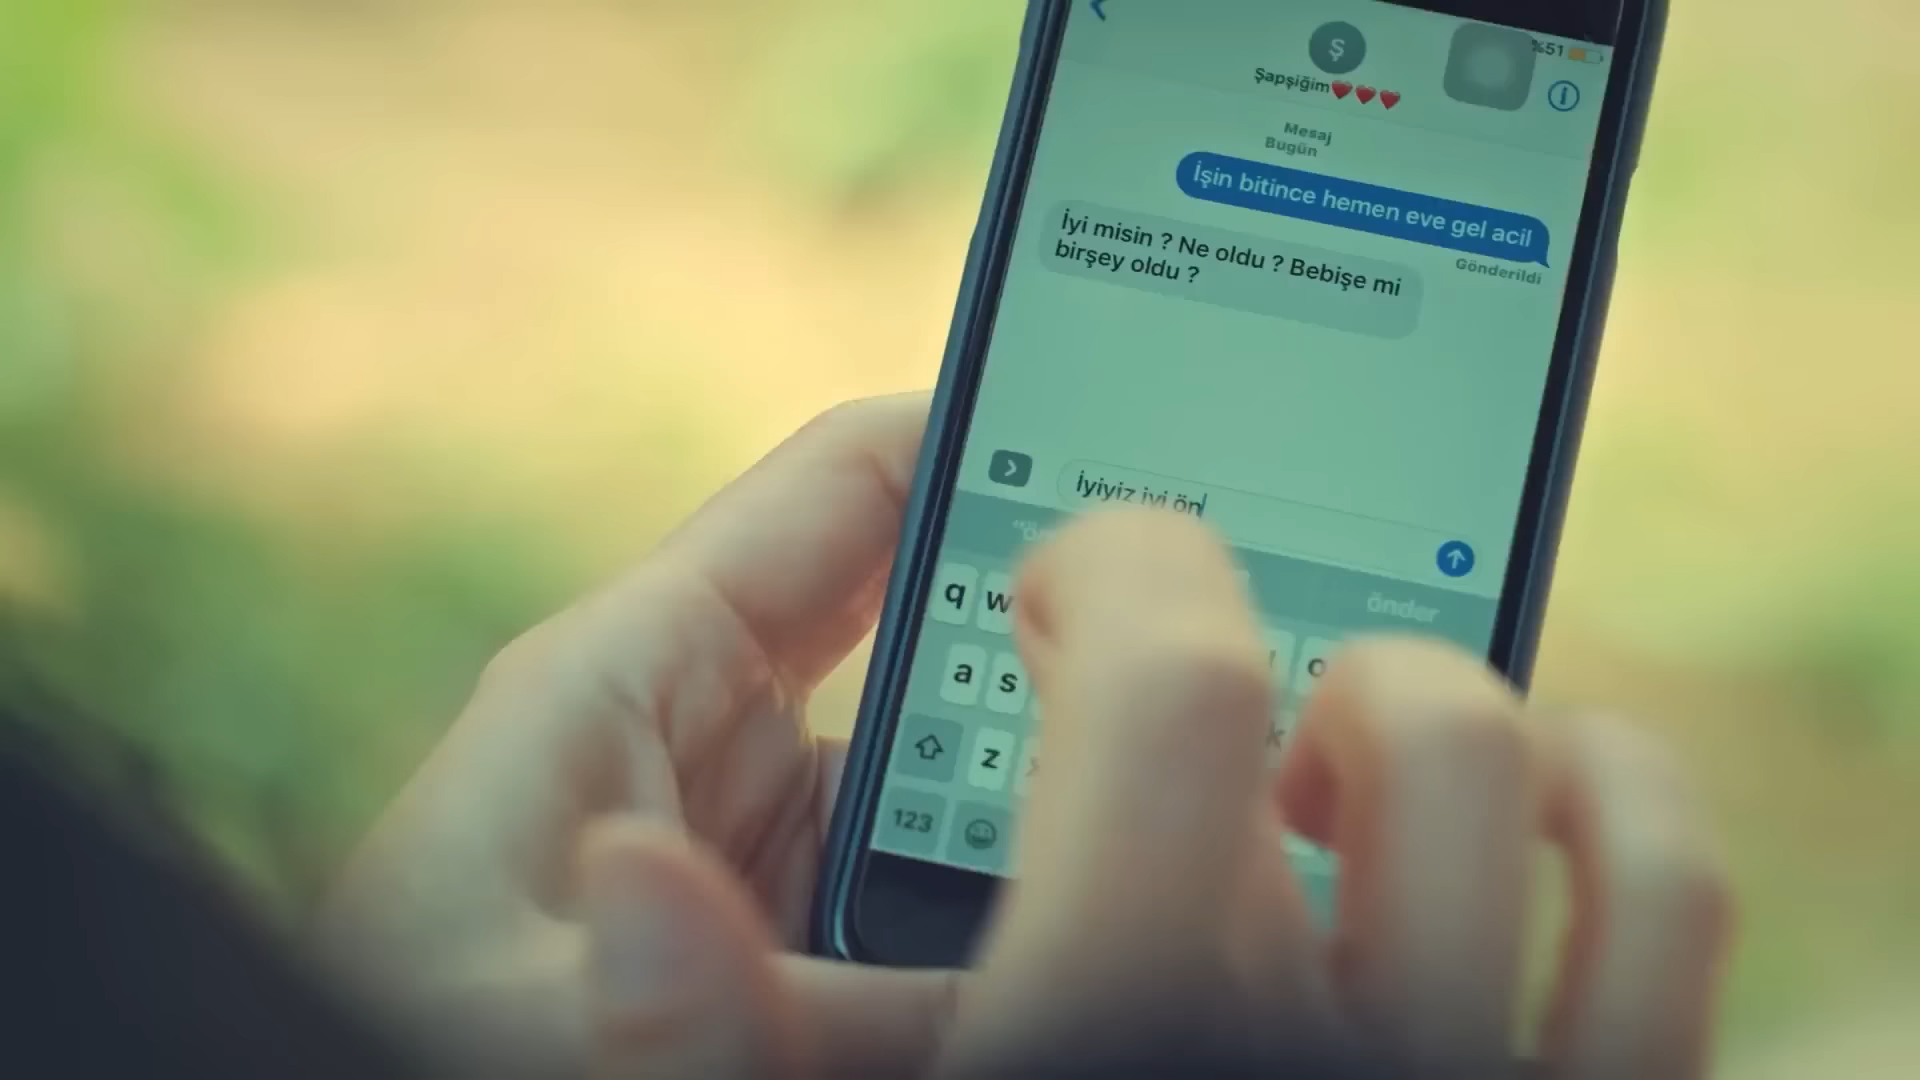 %51
Ş
Şapşiğim❤❤❤
Mesaj
Bugün
İşin bitince hemen eve gel acil
Gönderildi
İyi misin ? Ne oldu ? Bebişe mi
birşey oldu ?
İyiyiz iyi ön
önder
q w
a s
z
123